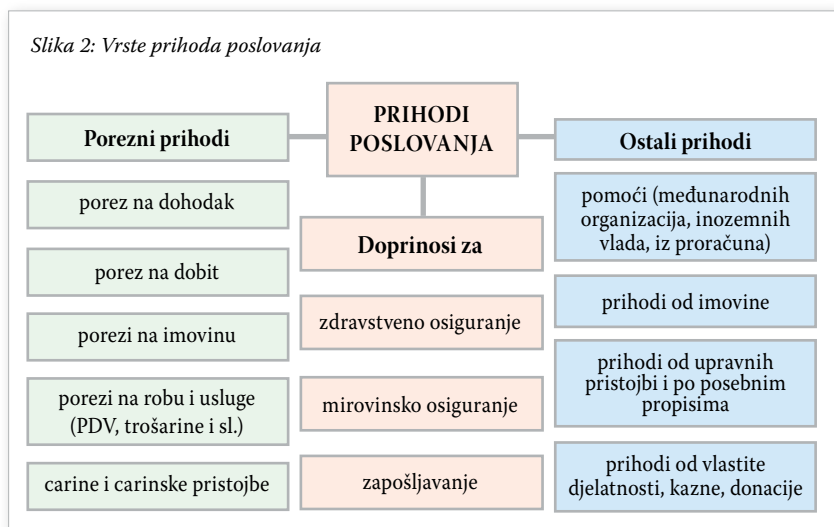 Slika 2: Vrste prihoda poslovanja
PRIHODI
POSLOVANJA
Porezni prihodi
porez na dohodak
porez na dobit
porezi na imovinu
porezi na robu i usluge
(PDV, trošarine i sl.)
carine i carinske pristojbe
Doprinosi za
zdravstveno osiguranje
mirovinsko osiguranje
zapošljavanje
Ostali prihodi
pomoći (međunarodnih
organizacija, inozemnih
vlada, iz proračuna)
prihodi od imovine
prihodi od upravnih
pristojbi i po posebnim
propisima
prihodi od vlastite
djelatnosti, kazne, donacije